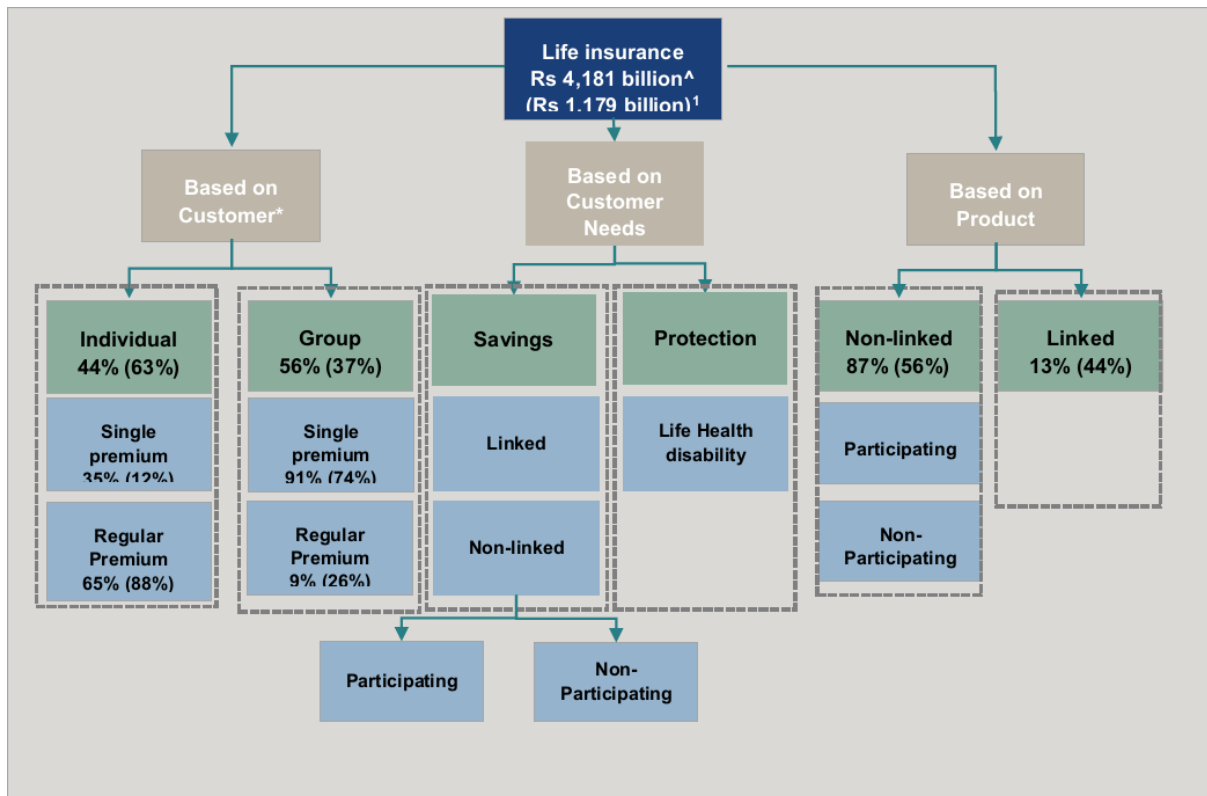 Life insurance
Rs 4,181 billion^
(Rs 1,179 billion)¹
Based on
Customer*
Based on
Customer
Needs
Based on
Product
Individual
44% (63%)
Group
56% (37%)
Savings
Protection
Non-linked
87% (56%)
Linked
13% (44%)
Single
premium
35% (12%)
Single
premium
91% (74%)
Linked
Life Health
disability
Participating
Regular
Premium
65% (88%)
Regular
Premium
9% (26%)
Non-linked
Non-
Participating
Participating
Non-
Participating